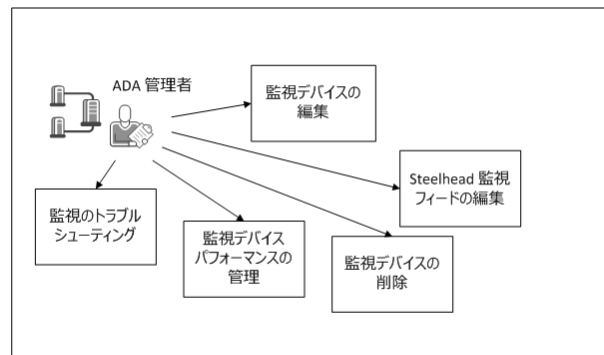 ADA 管理者
監視デバイスの
編集
Steelhead 監視
フィードの編集
監視のトラブル
シューティング
監視デバイス
パフォーマンスの
管理
監視デバイスの
削除